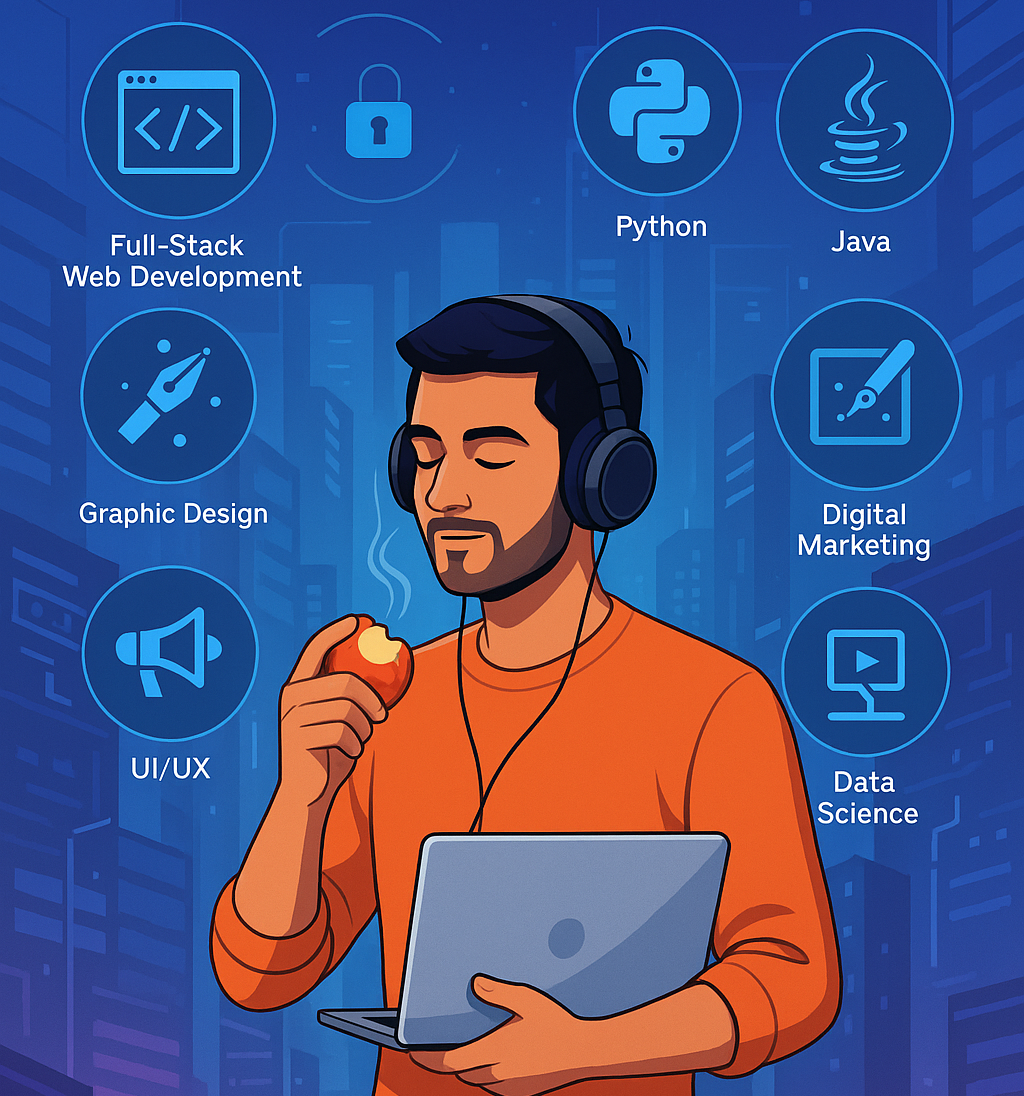 Full-Stack
Web Development
Python
Java
Graphic Design
Digital
Marketing
UI/UX
Data
Science